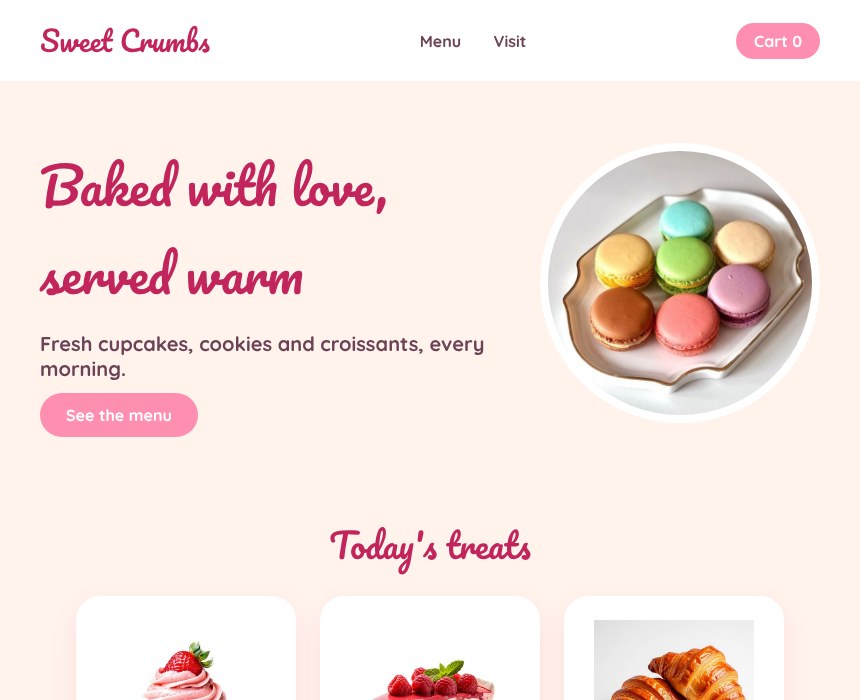 Sweet Crumbs
Menu
Visit
Cart 0
Baked with love,
served warm
Fresh cupcakes, cookies and croissants, every
morning.
See the menu
Today's treats